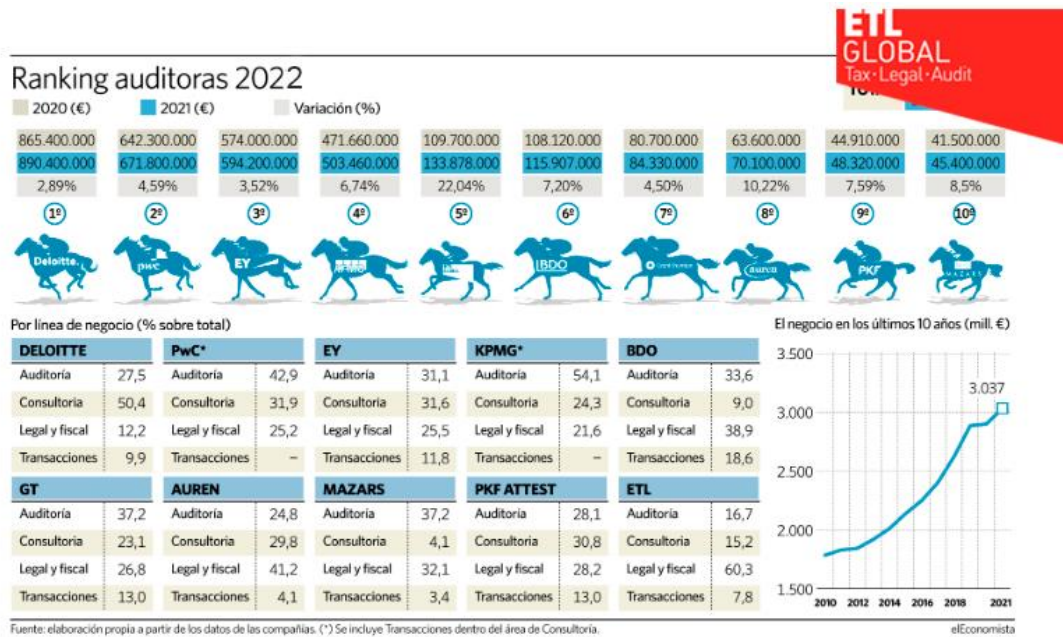 ETL
GLOBAL
Tax·Legal·Audit
Ranking auditoras 2022
2020 (€) 2021 (€) Variación (%)
865.400.000 642.300.000 574.000.000 471.660.000 109.700.000 108.120.000 80.700.000 63.600.000 44.910.000 41.500.000
890.400.000 671.800.000 594.200.000 503.460.000 133.878.000 115.907.000 84.330.000 70.100.000 48.320.000 45.400.000
2,89% 4,59% 3,52% 6,74% 22,04% 7,20% 4,50% 10,22% 7,59% 8,5%
1º 2º 3º 4º 5º 6º 7º 8º 9º 10º
Deloitte. pwc EY IBDO auren PKF MAZARS
Por línea de negocio (% sobre total)
DELOITTE PwC* EY KPMG* BDO
Auditoría 27,5 Auditoría 42,9 Auditoría 31,1 Auditoría 54,1 Auditoría 33,6
Consultoria 50,4 Consultoria 31,9 Consultoria 31,6 Consultoria 24,3 Consultoria 9,0
Legal y fiscal 12,2 Legal y fiscal 25,2 Legal y fiscal 25,5 Legal y fiscal 21,6 Legal y fiscal 38,9
Transacciones 9,9 Transacciones – Transacciones 11,8 Transacciones – Transacciones 18,6
GT AUREN MAZARS PKF ATTEST ETL
Auditoría 37,2 Auditoría 24,8 Auditoría 37,2 Auditoría 28,1 Auditoría 16,7
Consultoria 23,1 Consultoria 29,8 Consultoria 4,1 Consultoria 30,8 Consultoria 15,2
Legal y fiscal 26,8 Legal y fiscal 41,2 Legal y fiscal 32,1 Legal y fiscal 28,2 Legal y fiscal 60,3
Transacciones 13,0 Transacciones 4,1 Transacciones 3,4 Transacciones 13,0 Transacciones 7,8
El negocio en los últimos 10 años (mill. €)
3.500
3.037
3.000
2.500
2.000
1.500
2010 2012 2014 2016 2018 2021
Fuente: elaboración propia a partir de los datos de las compañías. (*) Se incluye Transacciones dentro del área de Consultoría.
elEconomista